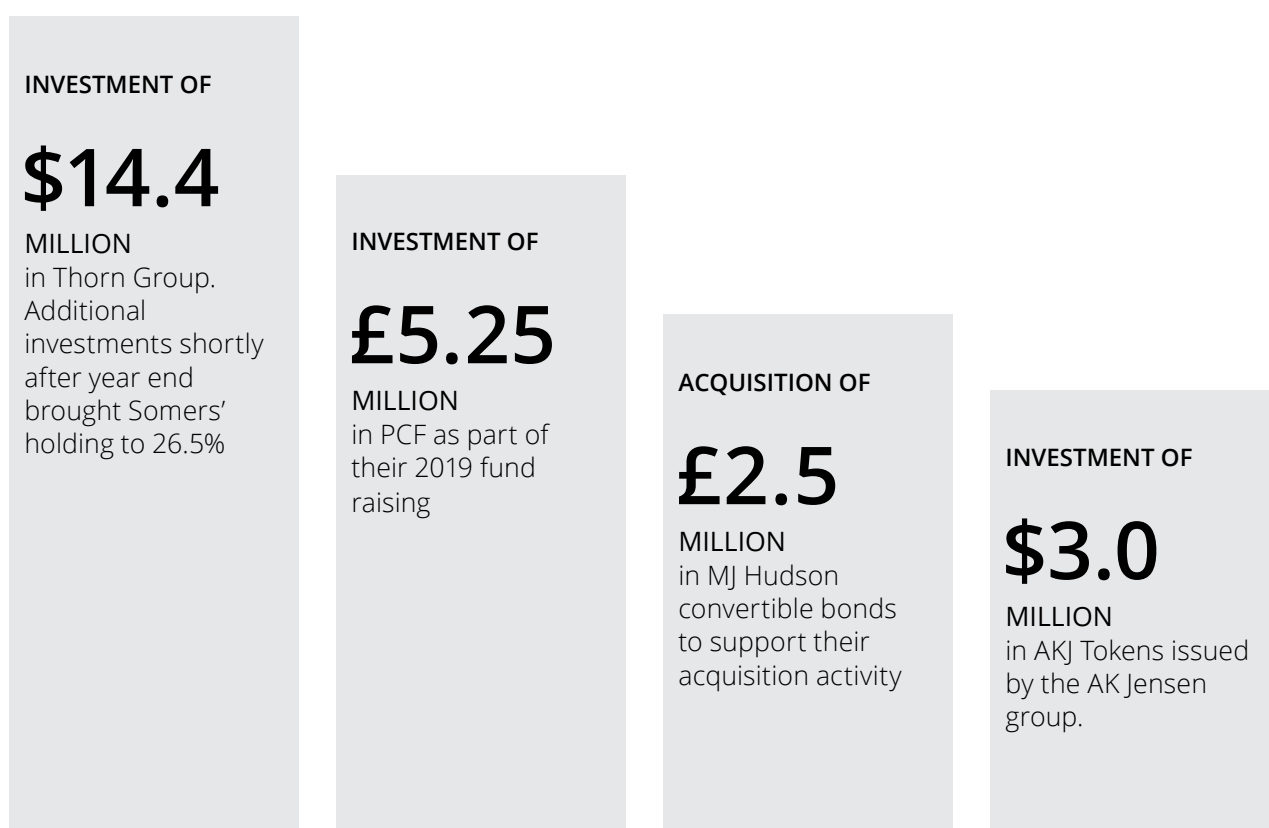 INVESTMENT OF
$14.4
MILLION
in Thorn Group.
Additional
investments shortly
after year end
brought Somers’
holding to 26.5%
INVESTMENT OF
£5.25
MILLION
in PCF as part of
their 2019 fund
raising
ACQUISITION OF
£2.5
MILLION
in MJ Hudson
convertible bonds
to support their
acquisition activity
INVESTMENT OF
$3.0
MILLION
in AKJ Tokens issued
by the AK Jensen
group.